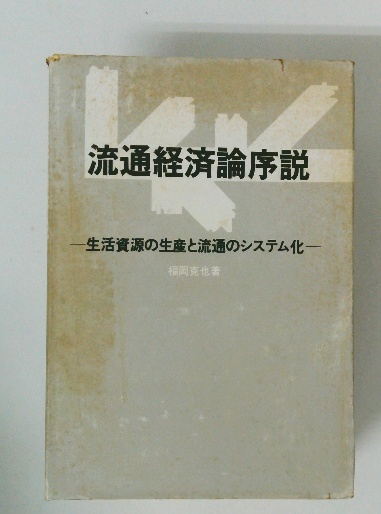 流通経済論序説
―生活資源の生産と流通のシステム化―
福岡克也著